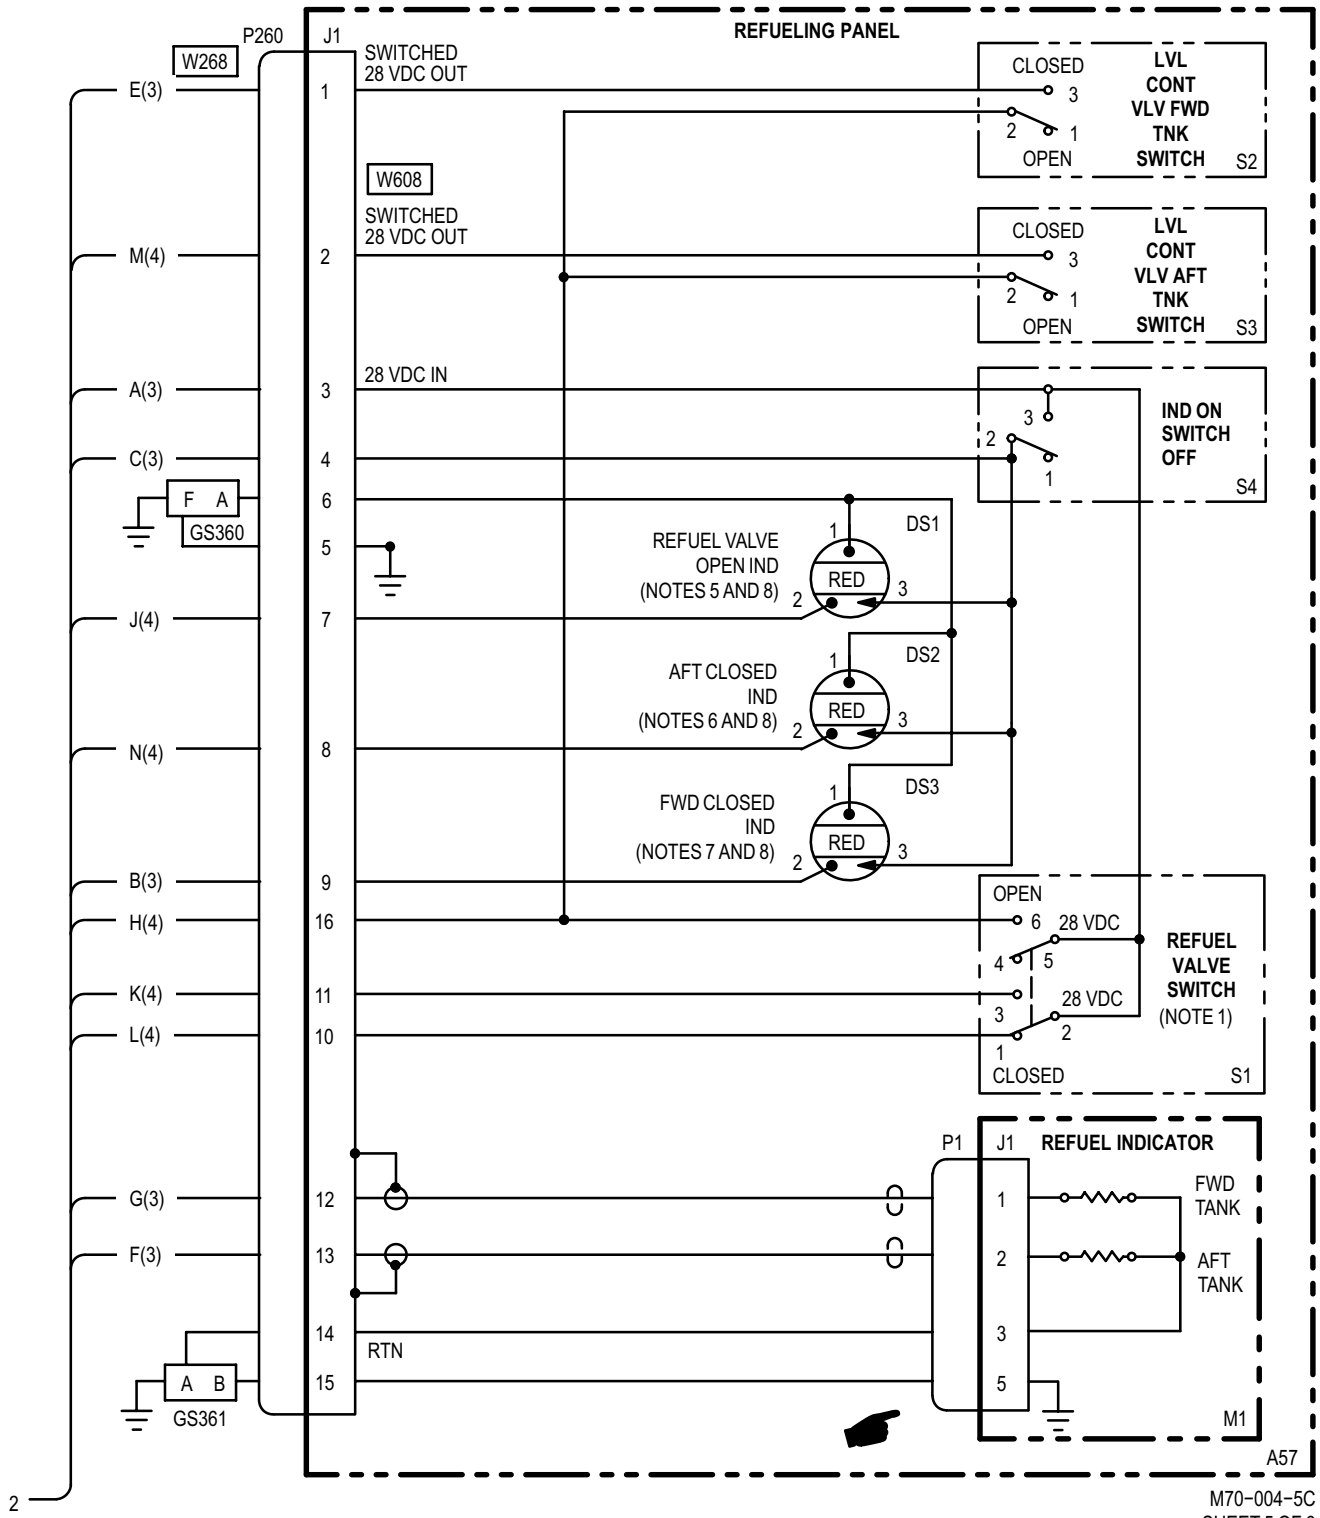 REFUELING PANEL
P260
J1
W268
SWITCHED
28 VDC OUT
E(3)
1
CLOSED
3
2
1
OPEN
LVL
CONT
VLV FWD
TNK
SWITCH
S2
W608
SWITCHED
28 VDC OUT
M(4)
2
CLOSED
3
2
1
OPEN
LVL
CONT
VLV AFT
TNK
SWITCH
S3
A(3)
3
28 VDC IN
3
2
1
IND ON
SWITCH
OFF
S4
C(3)
4
F A
GS360
6
5
REFUEL VALVE
OPEN IND
(NOTES 5 AND 8)
1
DS1
RED
2
3
J(4)
7
AFT CLOSED
IND
(NOTES 6 AND 8)
1
DS2
RED
2
3
N(4)
8
FWD CLOSED
IND
(NOTES 7 AND 8)
1
DS3
RED
2
3
B(3)
9
H(4)
16
OPEN
6
28 VDC
4
5
REFUEL
VALVE
SWITCH
(NOTE 1)
K(4)
11
3
28 VDC
2
L(4)
10
1
CLOSED
S1
P1
J1
REFUEL INDICATOR
G(3)
12
1
FWD
TANK
F(3)
13
2
AFT
TANK
14
RTN
3
A B
GS361
15
5
M1
A57
2
M70-004-5C